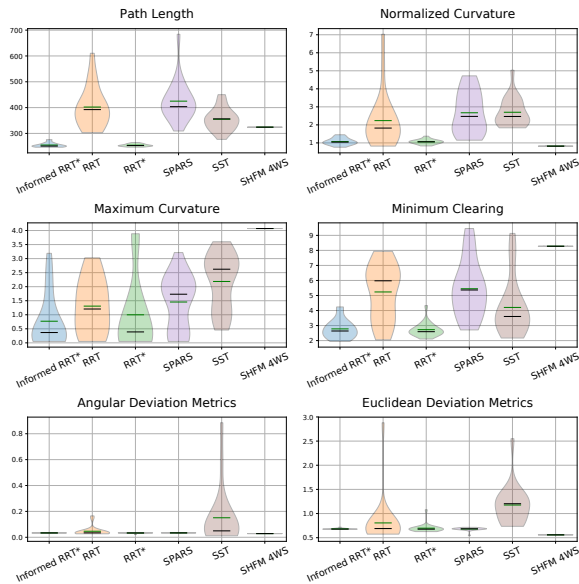 Path Length
700
600
500
400
300
Informed RRT*
RRT
RRT*
SPARS
SST
SHFM 4WS
Normalized Curvature
7
6
5
4
3
2
1
Informed RRT*
RRT
RRT*
SPARS
SST
SHFM 4WS
Maximum Curvature
4.0
3.5
3.0
2.5
2.0
1.5
1.0
0.5
0.0
Informed RRT*
RRT
RRT*
SPARS
SST
SHFM 4WS
Minimum Clearing
9
8
7
6
5
4
3
2
Informed RRT*
RRT
RRT*
SPARS
SST
SHFM 4WS
Angular Deviation Metrics
0.8
0.6
0.4
0.2
0.0
Informed RRT*
RRT
RRT*
SPARS
SST
SHFM 4WS
Euclidean Deviation Metrics
3.0
2.5
2.0
1.5
1.0
0.5
Informed RRT*
RRT
RRT*
SPARS
SST
SHFM 4WS